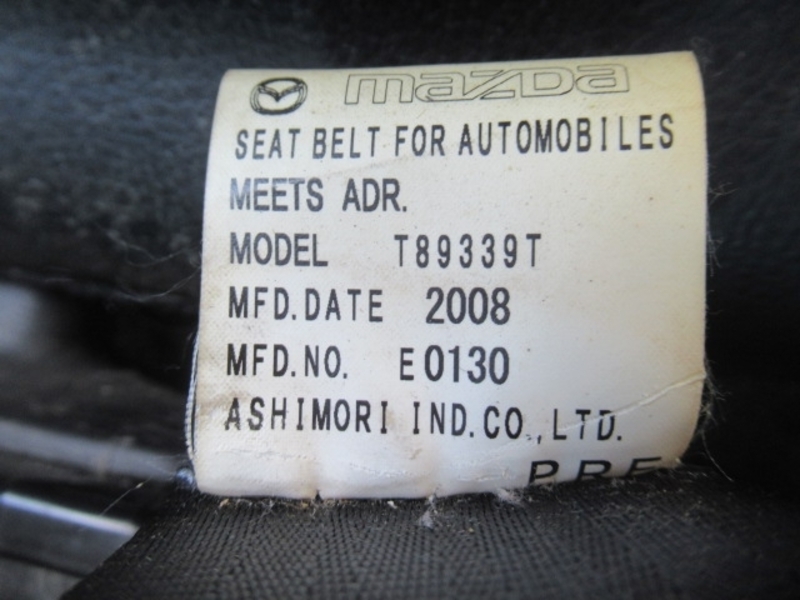 mazda
SEAT BELT FOR AUTOMOBILES
MEETS ADR.
MODEL T89339T
MFD.DATE 2008
MFD.NO. E0130
ASHIMORI IND.CO.,LTD.